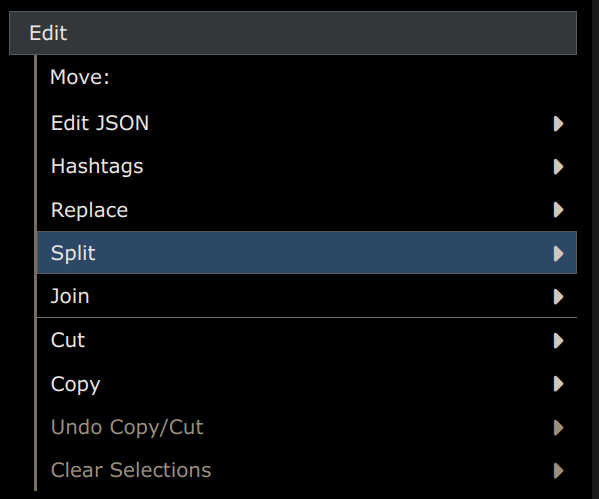 Edit
Move:
Edit JSON
Hashtags
Replace
Split
Join
Cut
Copy
Undo Copy/Cut
Clear Selections